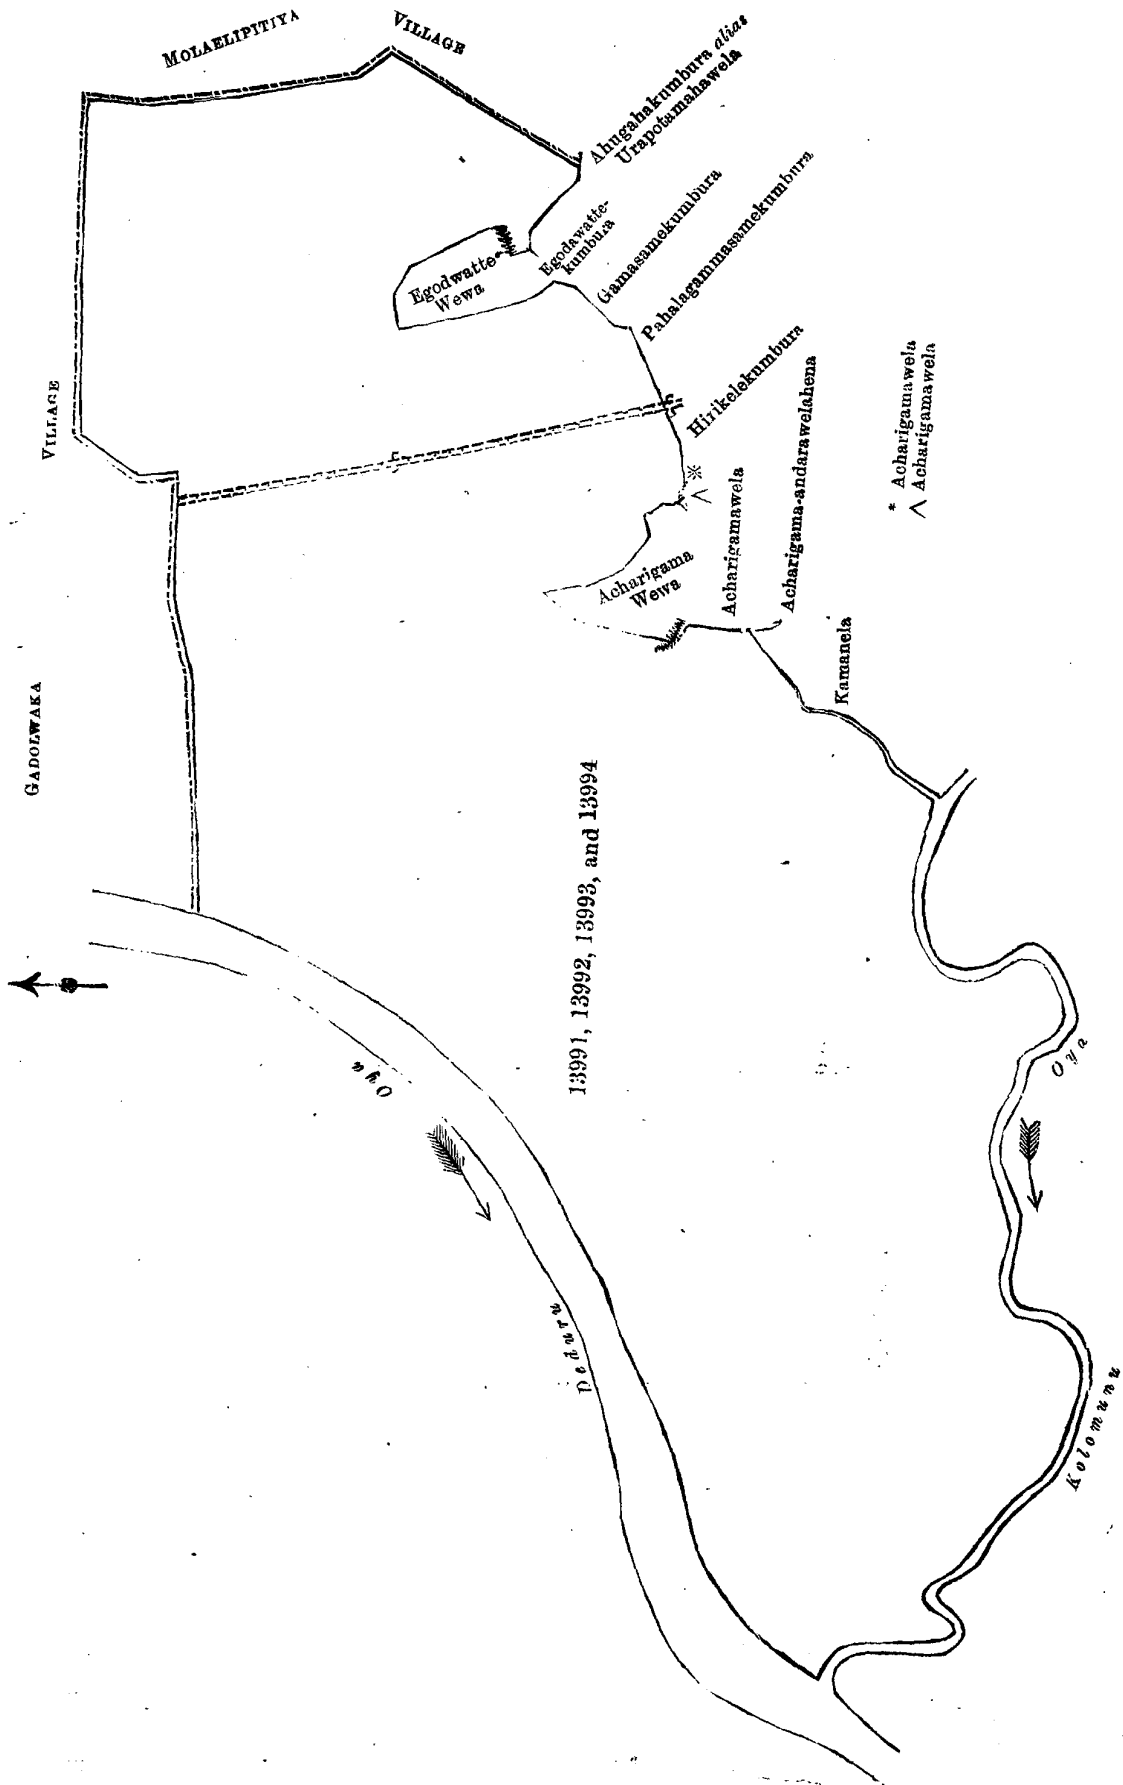 MOLAELIPITIYA
VILLAGE
Ahugahakumbura alias
Urapotamahawela
Egodawatte-
kumbura
Egodwatte
Wewa
Gamasamekumbura
Pahalagammasamekumbura
Hirikelekumbura
VILLAGE
GADOLWAKA
* Acharigamawela
^ Acharigamawela
Acharigama
Wewa
Acharigamawela
Acharigama-andarawelahena
Kamanela
13991, 13992, 13993, and 13994
Oya
Deduru
Oya
Kolomunu